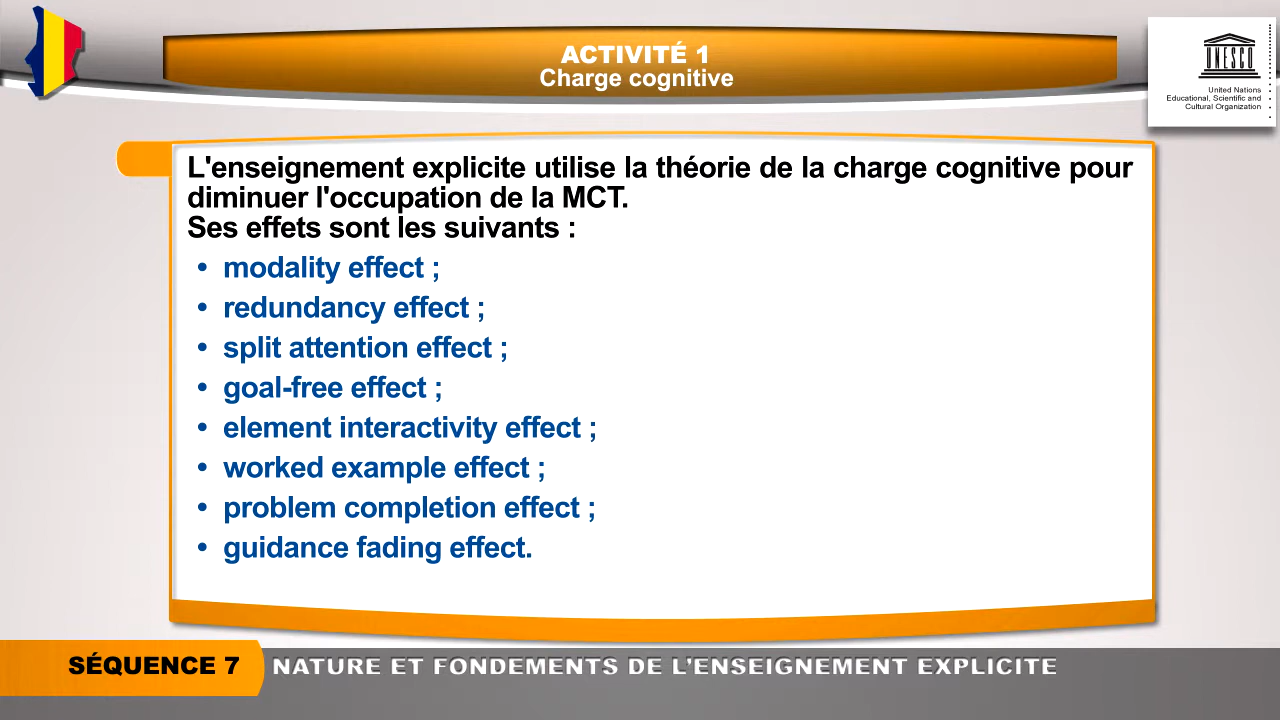 ACTIVITÉ 1
Charge cognitive
UNESCO
United Nations
Educational, Scientific and
Cultural Organization
L'enseignement explicite utilise la théorie de la charge cognitive pour
diminuer l'occupation de la MCT.
Ses effets sont les suivants :
• modality effect ;
• redundancy effect ;
• split attention effect ;
• goal-free effect ;
• element interactivity effect ;
• worked example effect ;
• problem completion effect ;
• guidance fading effect.
SÉQUENCE 7
NATURE ET FONDEMENTS DE L'ENSEIGNEMENT EXPLICITE